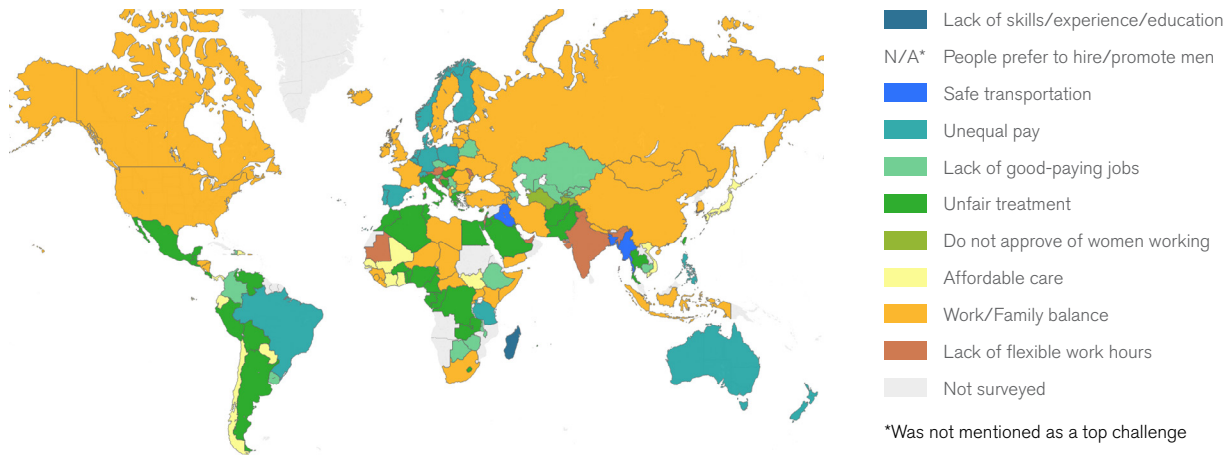 Lack of skills/experience/education
N/A* People prefer to hire/promote men
Safe transportation
Unequal pay
Lack of good-paying jobs
Unfair treatment
Do not approve of women working
Affordable care
Work/Family balance
Lack of flexible work hours
Not surveyed
*Was not mentioned as a top challenge